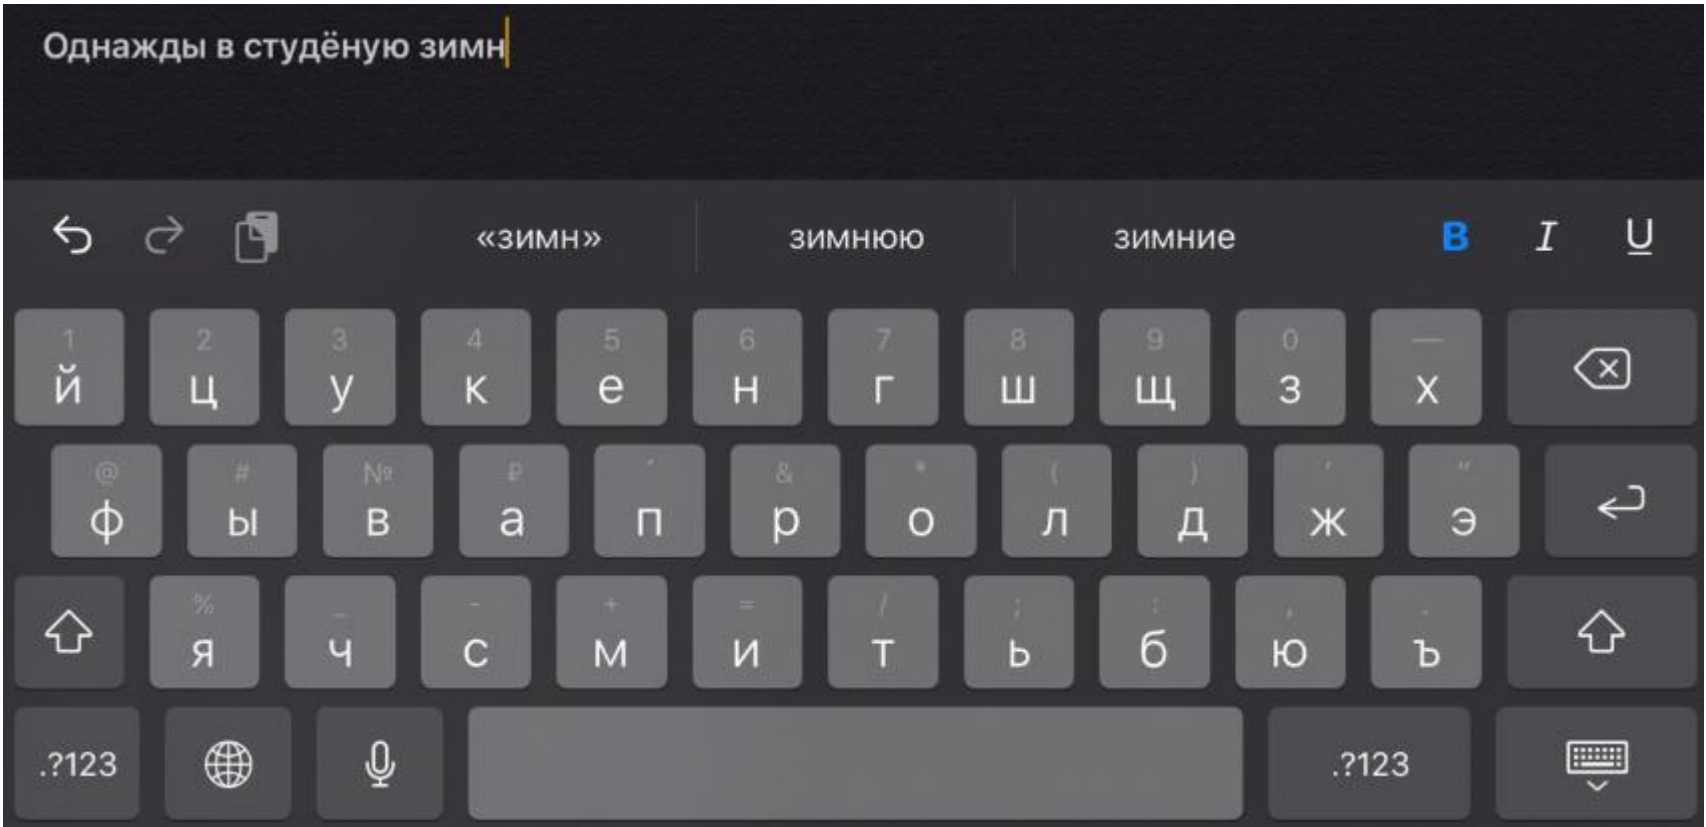 Однажды в студёную зимн
«зимн» зимнюю зимние B I U
1 2 3 4 5 6 7 8 9 0 —
й ц у к е н г ш щ з х
@ # № ₽ ' & * ( ) ' "
ф ы в а п р о л д ж э
% _ - + = / ; : , .
я ч с м и т ь б ю ъ
.?123 .?123